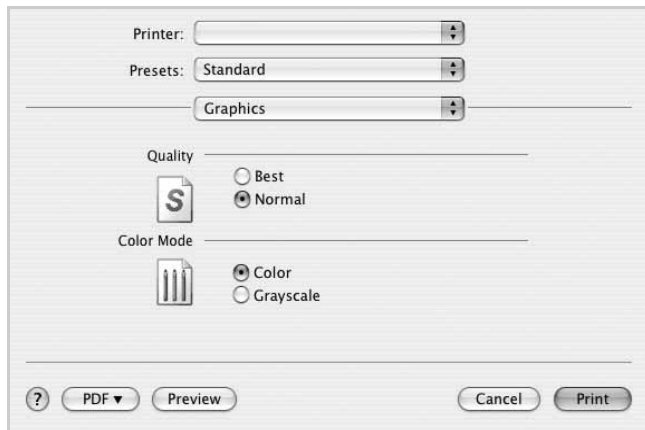 Printer:
Presets: Standard
Graphics
Quality
Best
S
Normal
Color Mode
Color
Grayscale
? PDF▼ Preview Cancel Print